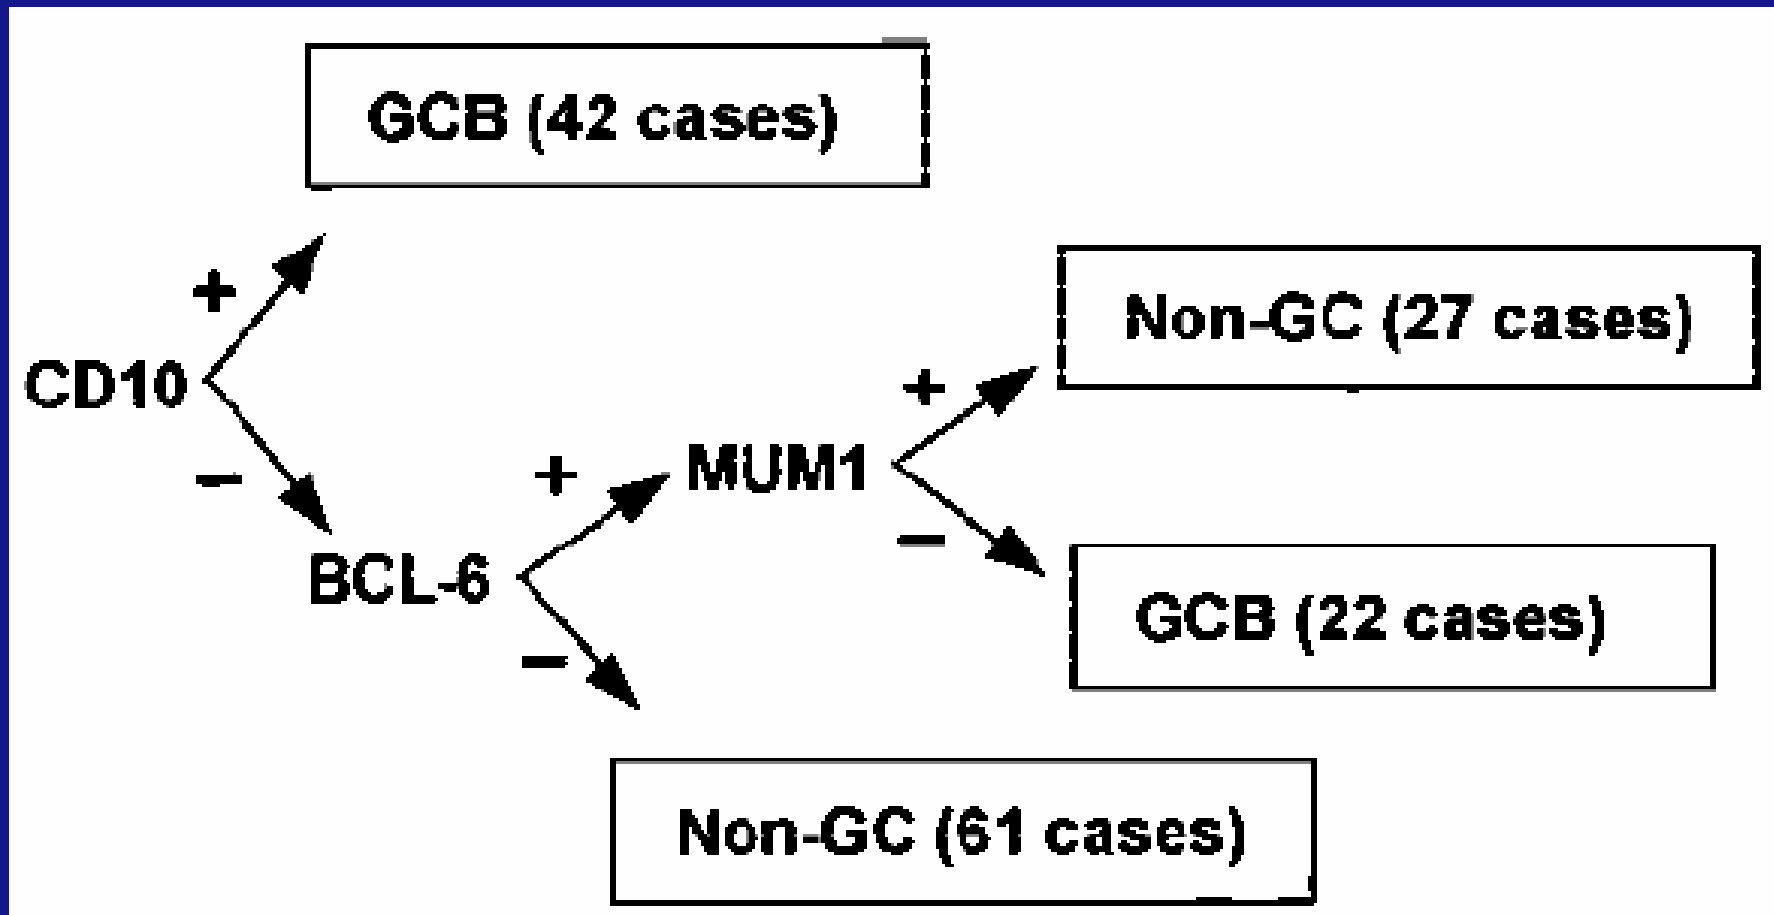 GCB (42 cases)
+
Non-GC (27 cases)
CD10
+
–
+
MUM1
–
BCL-6
GCB (22 cases)
–
Non-GC (61 cases)